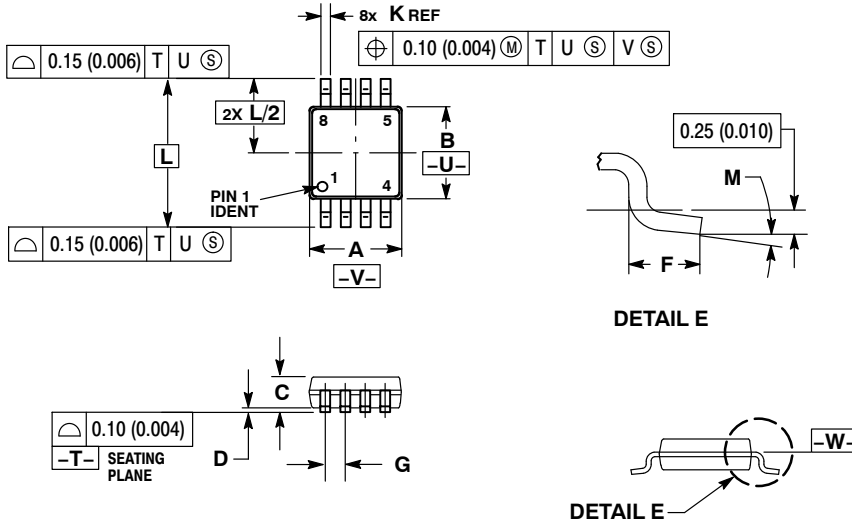 8x K REF
⌖ 0.10 (0.004) Ⓜ T U Ⓢ V Ⓢ
⌓ 0.15 (0.006) T U Ⓢ
2X L/2
8 5
B
–U–
L
PIN 1
IDENT
1
4
⌓ 0.15 (0.006) T U Ⓢ
A
–V–
0.25 (0.010)
M
F
DETAIL E
C
⌓ 0.10 (0.004)
–T– SEATING
PLANE
D
G
–W–
DETAIL E